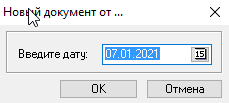 Новый документ от ...
Введите дату:
07.01.2021
15
OK
Отмена